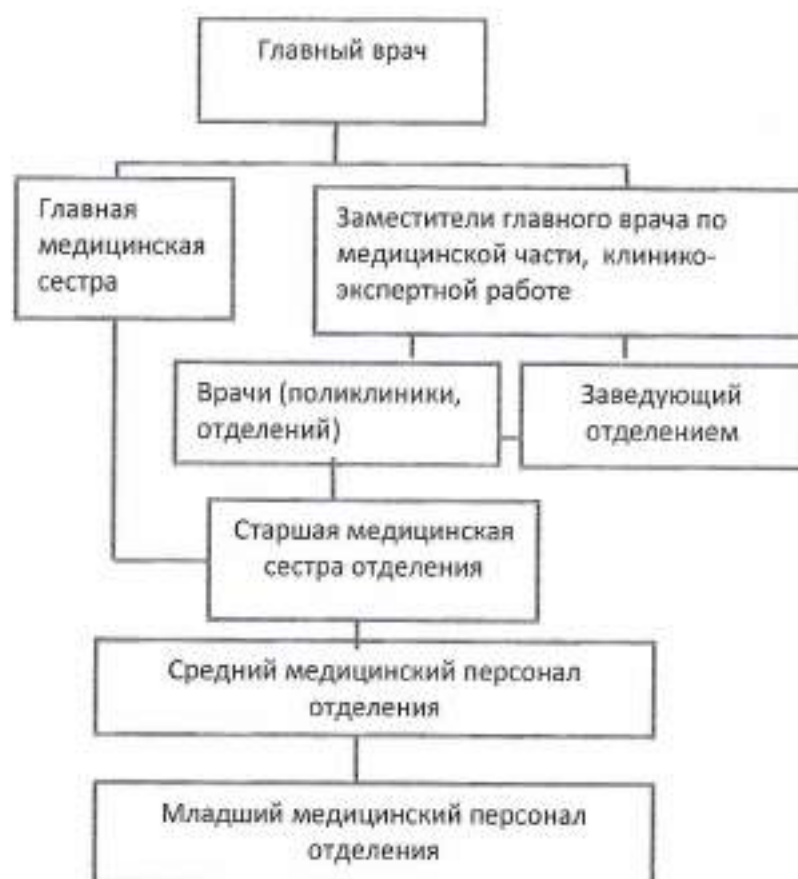 Главный врач
Главная
медицинская
сестра
Заместители главного врача по
медицинской части, клинико-
экспертной работе
Врачи (поликлиники,
отделений)
Заведующий
отделением
Старшая медицинская
сестра отделения
Средний медицинский персонал
отделения
Младший медицинский персонал
отделения